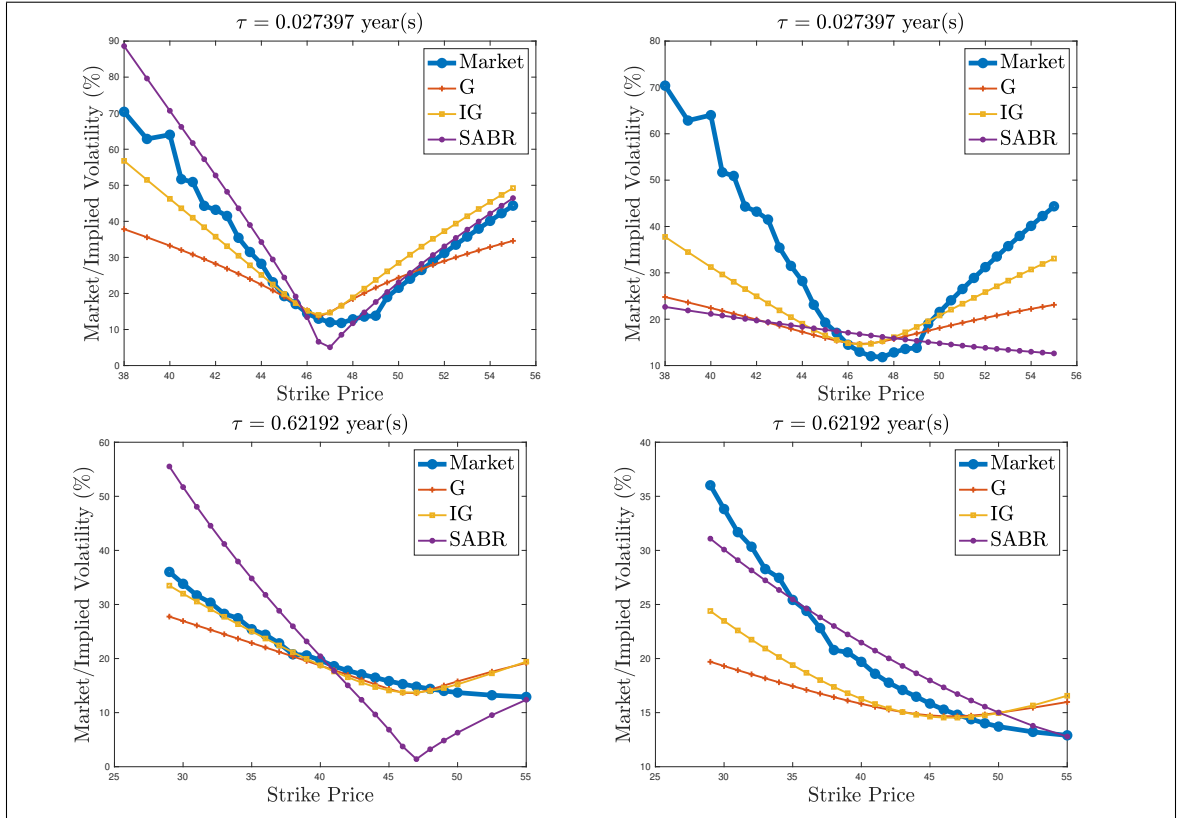 τ = 0.027397 year(s)
Market/Implied Volatility (%)
90
80
70
60
50
40
30
20
10
0
38 40 42 44 46 48 50 52 54 56
Strike Price
Market
G
IG
SABR
τ = 0.027397 year(s)
Market/Implied Volatility (%)
80
70
60
50
40
30
20
10
38 40 42 44 46 48 50 52 54 56
Strike Price
Market
G
IG
SABR
τ = 0.62192 year(s)
Market/Implied Volatility (%)
60
50
40
30
20
10
0
25 30 35 40 45 50 55
Strike Price
Market
G
IG
SABR
τ = 0.62192 year(s)
Market/Implied Volatility (%)
40
35
30
25
20
15
10
25 30 35 40 45 50 55
Strike Price
Market
G
IG
SABR